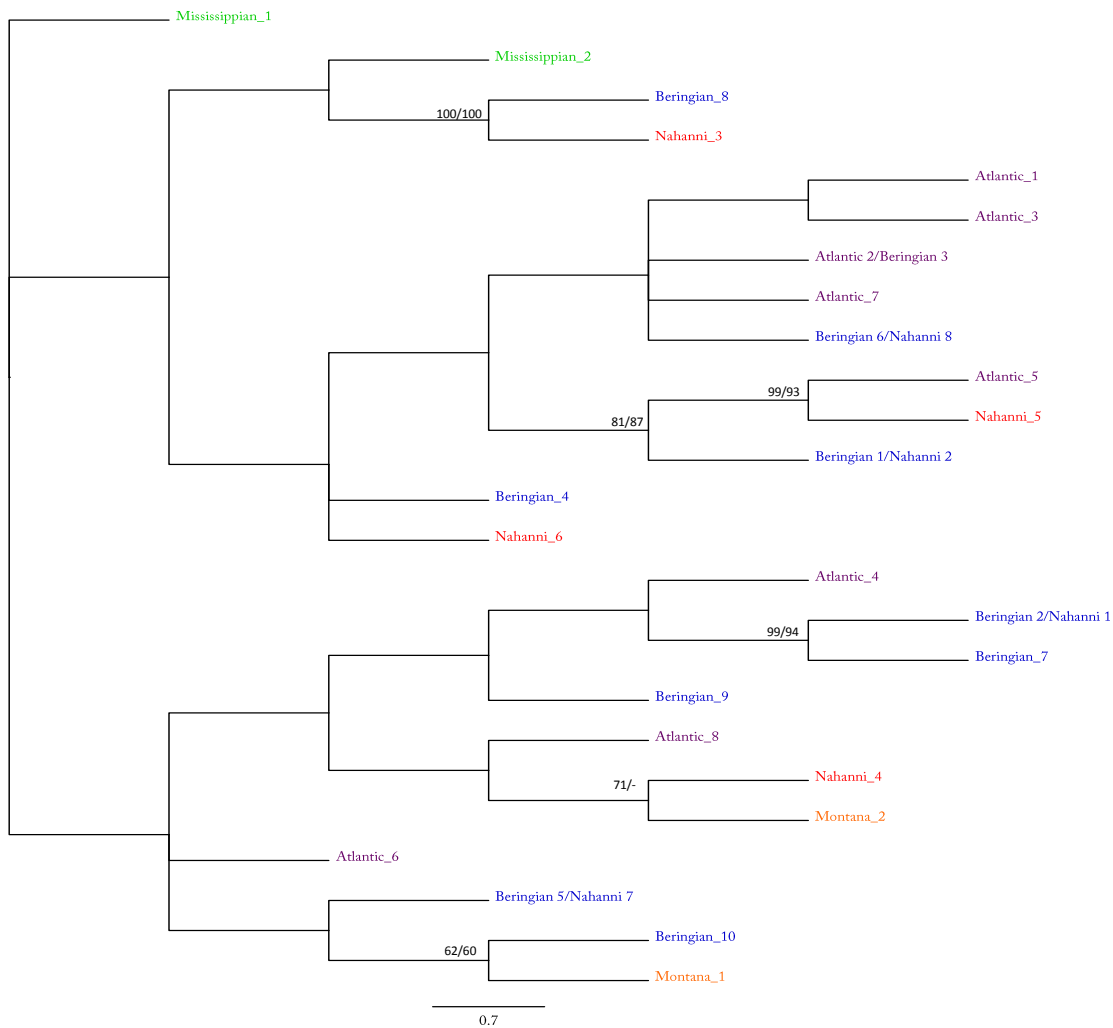 Mississippian_1
Mississippian_2
Beringian_8
100/100
Nahanni_3
Atlantic_1
Atlantic_3
Atlantic 2/Beringian 3
Atlantic_7
Beringian 6/Nahanni 8
Atlantic_5
99/93
Nahanni_5
81/87
Beringian 1/Nahanni 2
Beringian_4
Nahanni_6
Atlantic_4
Beringian 2/Nahanni 1
99/94
Beringian_7
Beringian_9
Atlantic_8
Nahanni_4
71/-
Montana_2
Atlantic_6
Beringian 5/Nahanni 7
Beringian_10
62/60
Montana_1
0.7